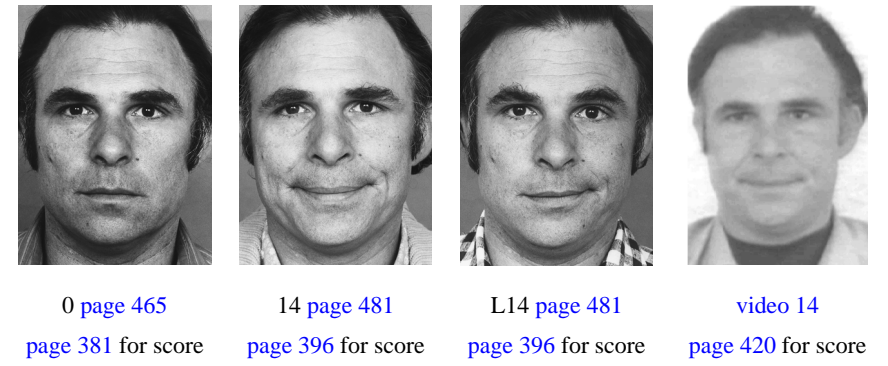 0 page 465 14 page 481 L14 page 481 video 14
page 381 for score page 396 for score page 396 for score page 420 for score